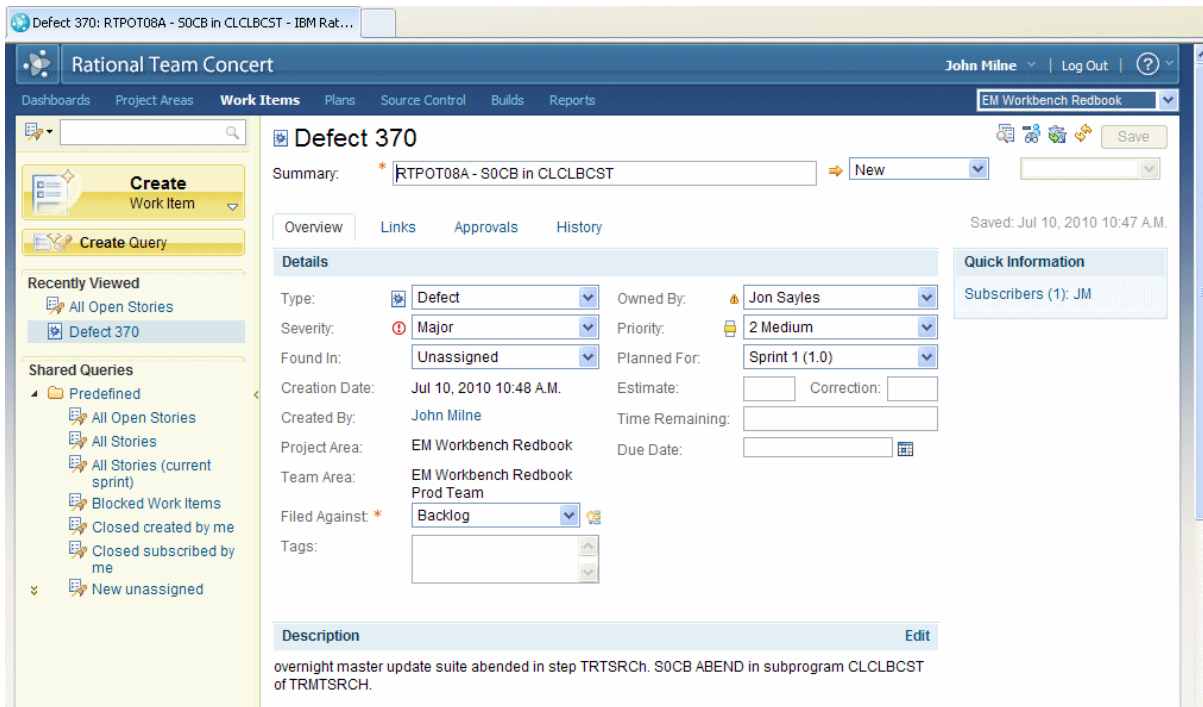 Defect 370: RTPOT08A - S0CB in CLCLBCST - IBM Rat...
Rational Team Concert
John Milne | Log Out | ?
Dashboards Project Areas Work Items Plans Source Control Builds Reports
EM Workbench Redbook
Create
Work Item
Create Query
Recently Viewed
All Open Stories
Defect 370
Shared Queries
Predefined
All Open Stories
All Stories
All Stories (current
sprint)
Blocked Work Items
Closed created by me
Closed subscribed by
me
New unassigned
Defect 370
Save
Summary: * RTPOT08A - S0CB in CLCLBCST New
Overview Links Approvals History
Saved: Jul 10, 2010 10:47 A.M.
Details
Type: Defect Owned By: Jon Sayles
Severity: Major Priority: 2 Medium
Found In: Unassigned Planned For: Sprint 1 (1.0)
Creation Date: Jul 10, 2010 10:48 A.M. Estimate: Correction:
Created By: John Milne Time Remaining:
Project Area: EM Workbench Redbook Due Date:
Team Area: EM Workbench Redbook
Prod Team
Filed Against: * Backlog
Tags:
Quick Information
Subscribers (1): JM
Description Edit
overnight master update suite abended in step TRTSRCh. S0CB ABEND in subprogram CLCLBCST
of TRMTSRCH.